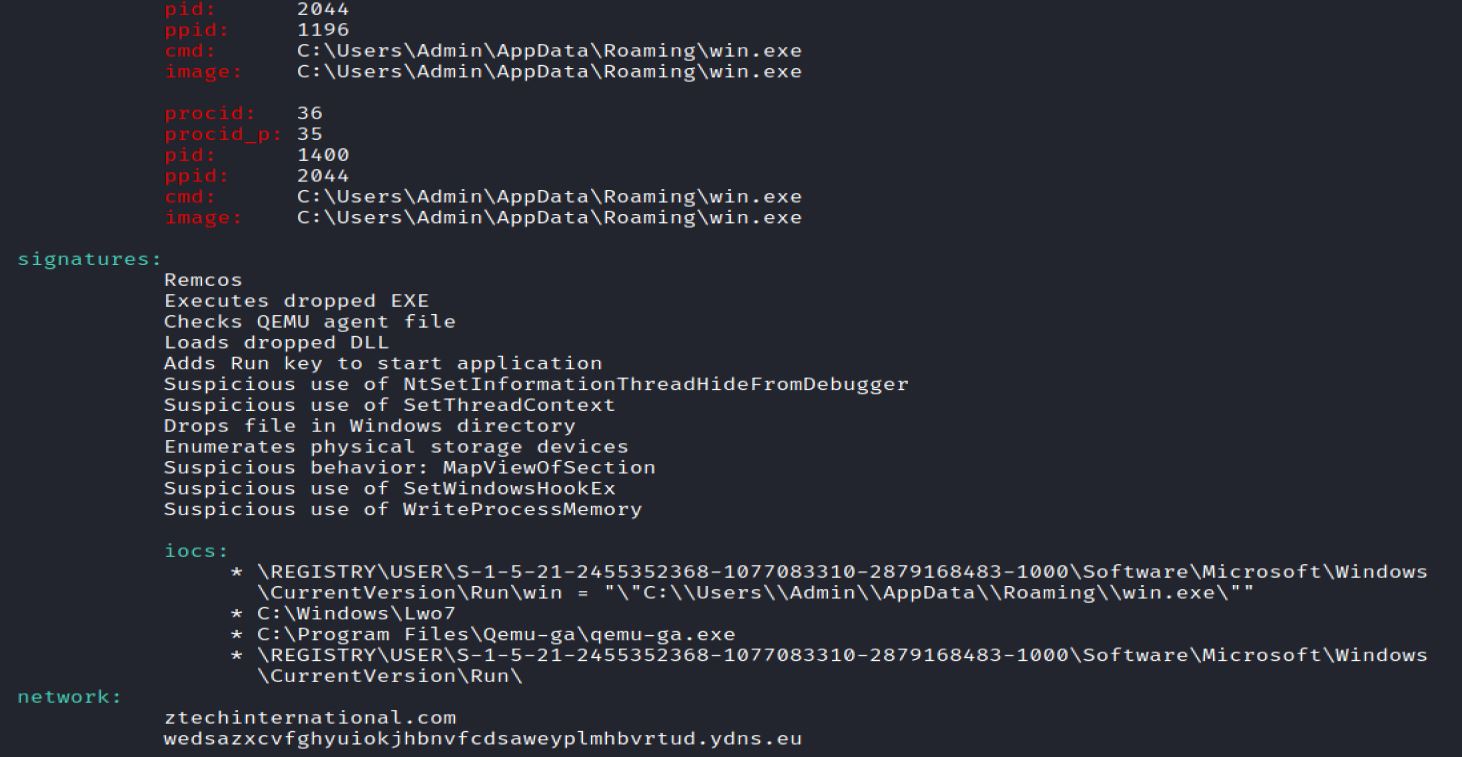 pid: 2044
ppid: 1196
cmd: C:\Users\Admin\AppData\Roaming\win.exe
image: C:\Users\Admin\AppData\Roaming\win.exe
procid: 36
procid_p: 35
pid: 1400
ppid: 2044
cmd: C:\Users\Admin\AppData\Roaming\win.exe
image: C:\Users\Admin\AppData\Roaming\win.exe
signatures:
Remcos
Executes dropped EXE
Checks QEMU agent file
Loads dropped DLL
Adds Run key to start application
Suspicious use of NtSetInformationThreadHideFromDebugger
Suspicious use of SetThreadContext
Drops file in Windows directory
Enumerates physical storage devices
Suspicious behavior: MapViewOfSection
Suspicious use of SetWindowsHookEx
Suspicious use of WriteProcessMemory
iocs:
* \REGISTRY\USER\S-1-5-21-2455352368-1077083310-2879168483-1000\Software\Microsoft\Windows
\CurrentVersion\Run\win = "\"C:\\Users\\Admin\\AppData\\Roaming\\win.exe\""
* C:\Windows\Lwo7
* C:\Program Files\Qemu-ga\qemu-ga.exe
* \REGISTRY\USER\S-1-5-21-2455352368-1077083310-2879168483-1000\Software\Microsoft\Windows
\CurrentVersion\Run\
network:
ztechinternational.com
wedsazxcvfghyuiokjhbnvfcdsaweyplmhbvrtud.ydns.eu